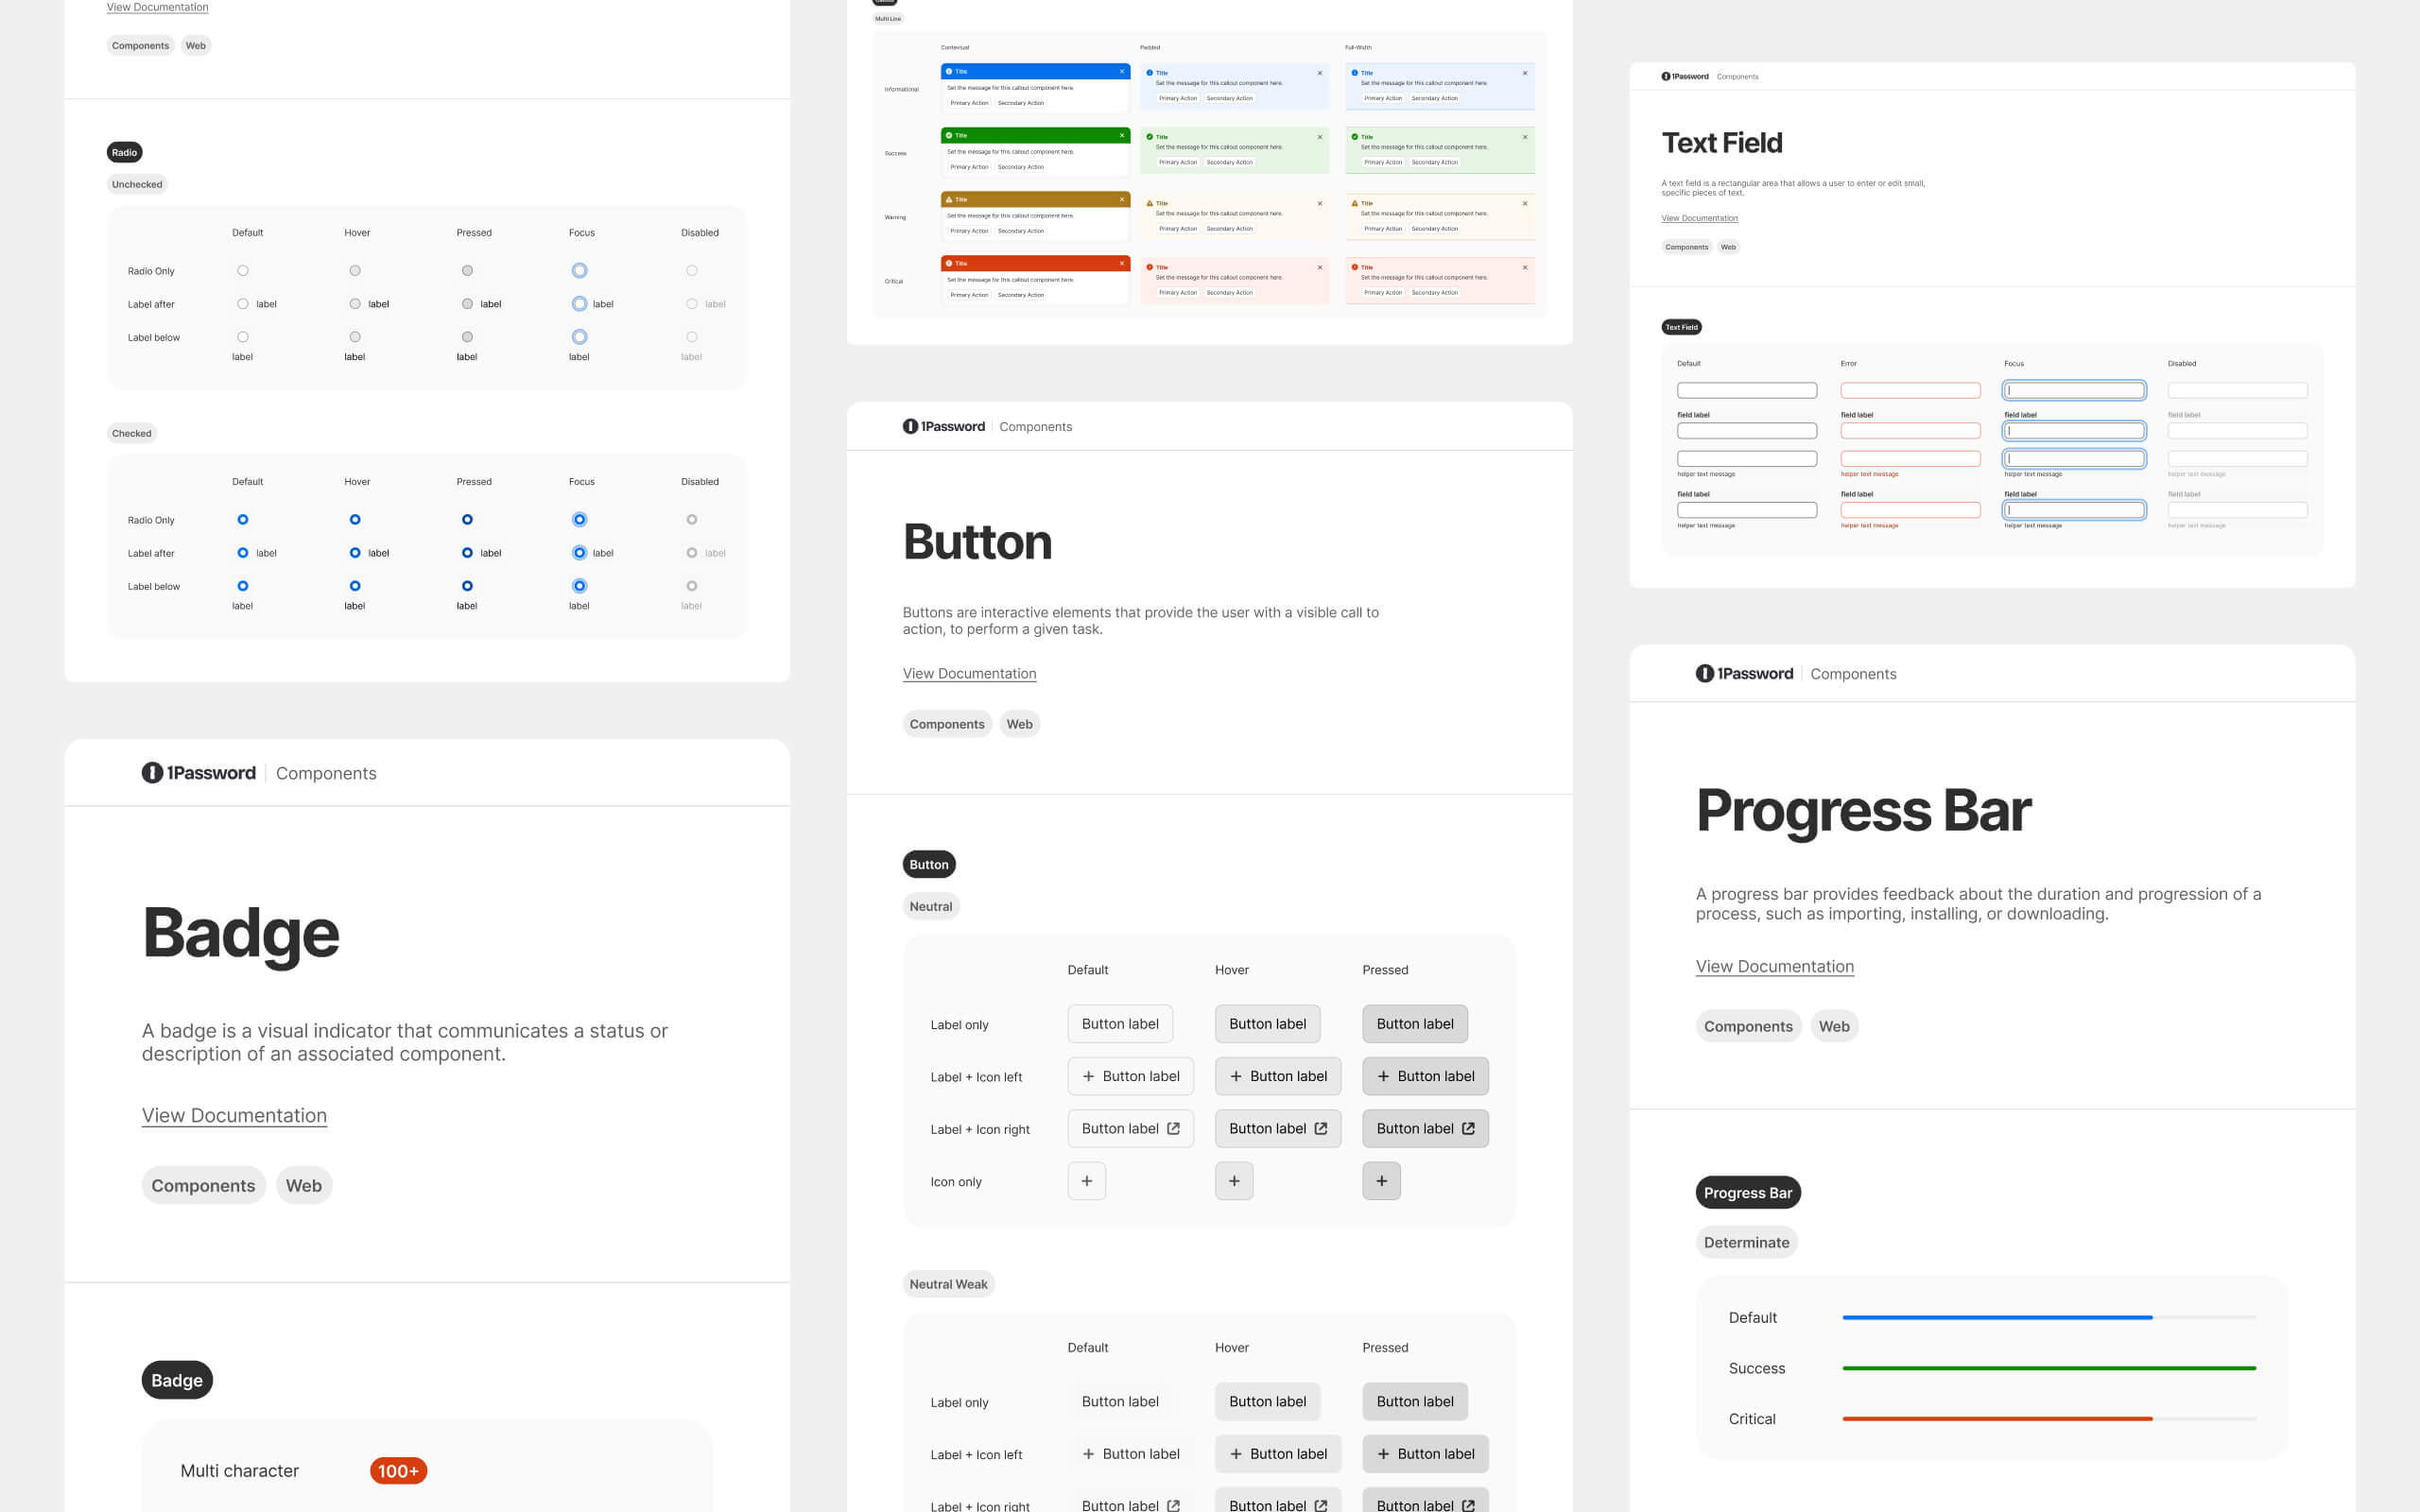 View Documentation
Components Web
Radio
Unchecked
Default Hover Pressed Focus Disabled
Radio Only
Label after label label label label label
Label below
label label label label label
Checked
Default Hover Pressed Focus Disabled
Radio Only
Label after label label label label label
Label below
label label label label label
1Password Components
Badge
A badge is a visual indicator that communicates a status or
description of an associated component.
View Documentation
Components Web
Badge
Multi character 100+
Multi Line
Contextual Padded Full-Width
Informational
Title Title Title
Set the message for this callout component here. Set the message for this callout component here. Set the message for this callout component here.
Primary Action Secondary Action Primary Action Secondary Action Primary Action Secondary Action
Success
Title Title Title
Set the message for this callout component here. Set the message for this callout component here. Set the message for this callout component here.
Primary Action Secondary Action Primary Action Secondary Action Primary Action Secondary Action
Warning
Title Title Title
Set the message for this callout component here. Set the message for this callout component here. Set the message for this callout component here.
Primary Action Secondary Action Primary Action Secondary Action Primary Action Secondary Action
Critical
Title Title Title
Set the message for this callout component here. Set the message for this callout component here. Set the message for this callout component here.
Primary Action Secondary Action Primary Action Secondary Action Primary Action Secondary Action
1Password Components
Button
Buttons are interactive elements that provide the user with a visible call to
action, to perform a given task.
View Documentation
Components Web
Button
Neutral
Default Hover Pressed
Label only Button label Button label Button label
Label + Icon left + Button label + Button label + Button label
Label + Icon right Button label Button label Button label
Icon only + + +
Neutral Weak
Default Hover Pressed
Label only Button label Button label Button label
Label + Icon left + Button label + Button label + Button label
Label + Icon right Button label Button label Button label
1Password Components
Text Field
A text field is a rectangular area that allows a user to enter or edit small,
specific pieces of text.
View Documentation
Components Web
Text Field
Default Error Focus Disabled
field label field label field label field label
helper text message helper text message helper text message helper text message
field label field label field label field label
helper text message helper text message helper text message helper text message
1Password Components
Progress Bar
A progress bar provides feedback about the duration and progression of a
process, such as importing, installing, or downloading.
View Documentation
Components Web
Progress Bar
Determinate
Default
Success
Critical